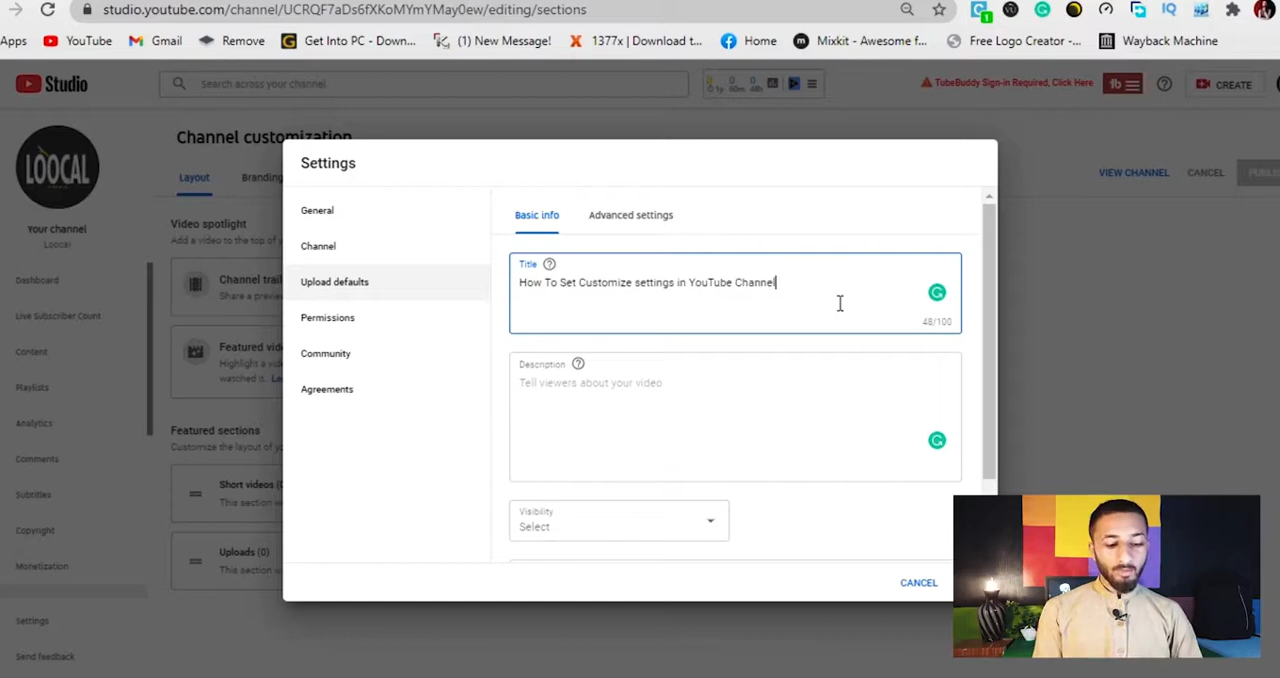 studio.youtube.com/channel/UCRQF7aDs6fXKoMYmYMay0ew/editing/sections
Apps YouTube Gmail Remove Get Into PC - Down... (1) New Message! 1377x | Download t... Home Mixkit - Awesome f... Free Logo Creator -... Wayback Machine
Studio Search across your channel TubeBuddy Sign-in Required, Click Here tb CREATE
Channel customization
Layout Branding VIEW CHANNEL CANCEL PUBLI
LOOCAL
Your channel
Loocal
Dashboard
Live Subscriber Count
Content
Playlists
Analytics
Comments
Subtitles
Copyright
Monetization
Settings
Send feedback
Video spotlight
Add a video to the top of
Channel trail
Share a preview
Featured vide
Highlight a vid
watched it. Le
Featured sections
Customize the layout of
Short videos (0
This section w
Uploads (0)
This section w
Settings
General
Channel
Upload defaults
Permissions
Community
Agreements
Basic info Advanced settings
Title
How To Set Customize settings in YouTube Channel
48/100
Description
Tell viewers about your video
Visibility
Select
CANCEL